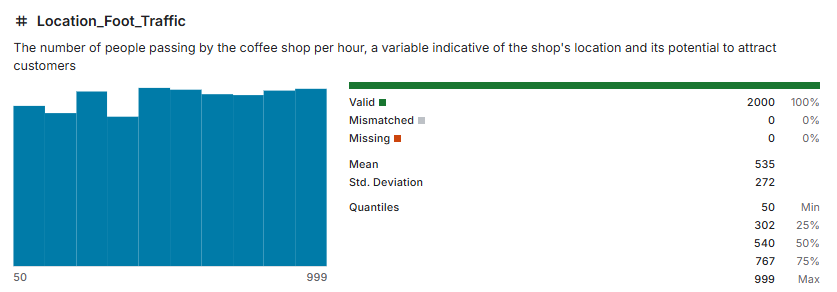 # Location_Foot_Traffic
The number of people passing by the coffee shop per hour, a variable indicative of the shop's location and its potential to attract
customers
Valid 2000 100%
Mismatched 0 0%
Missing 0 0%
Mean 535
Std. Deviation 272
Quantiles 50 Min
302 25%
540 50%
767 75%
999 Max
50 999